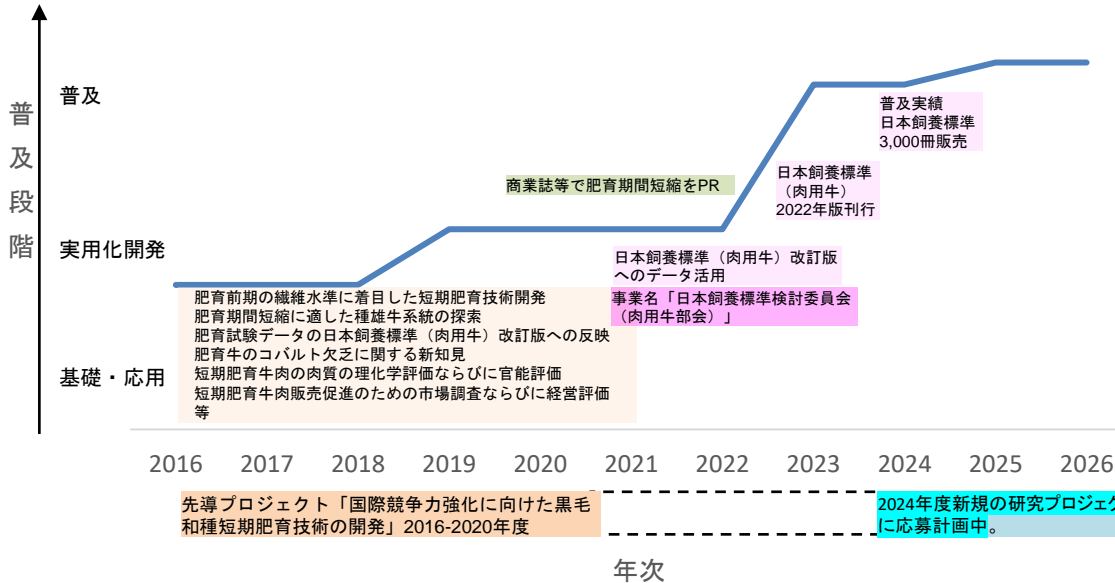 普及段階
普及
実用化開発
基礎・応用
普及実績
日本飼養標準
3,000冊販売
日本飼養標準
（肉用牛）
2022年版刊行
商業誌等で肥育期間短縮をPR
日本飼養標準（肉用牛）改訂版
へのデータ活用
事業名「日本飼養標準検討委員会
（肉用牛部会）」
肥育前期の繊維水準に着目した短期肥育技術開発
肥育期間短縮に適した種雄牛系統の探索
肥育試験データの日本飼養標準（肉用牛）改訂版への反映
肥育牛のコバルト欠乏に関する新知見
短期肥育牛肉の肉質の理化学評価ならびに官能評価
短期肥育牛肉販売促進のための市場調査ならびに経営評価
等
2016 2017 2018 2019 2020 2021 2022 2023 2024 2025 2026
先導プロジェクト「国際競争力強化に向けた黒毛
和種短期肥育技術の開発」2016-2020年度
2024年度新規の研究プロジェク
に応募計画中。
年次